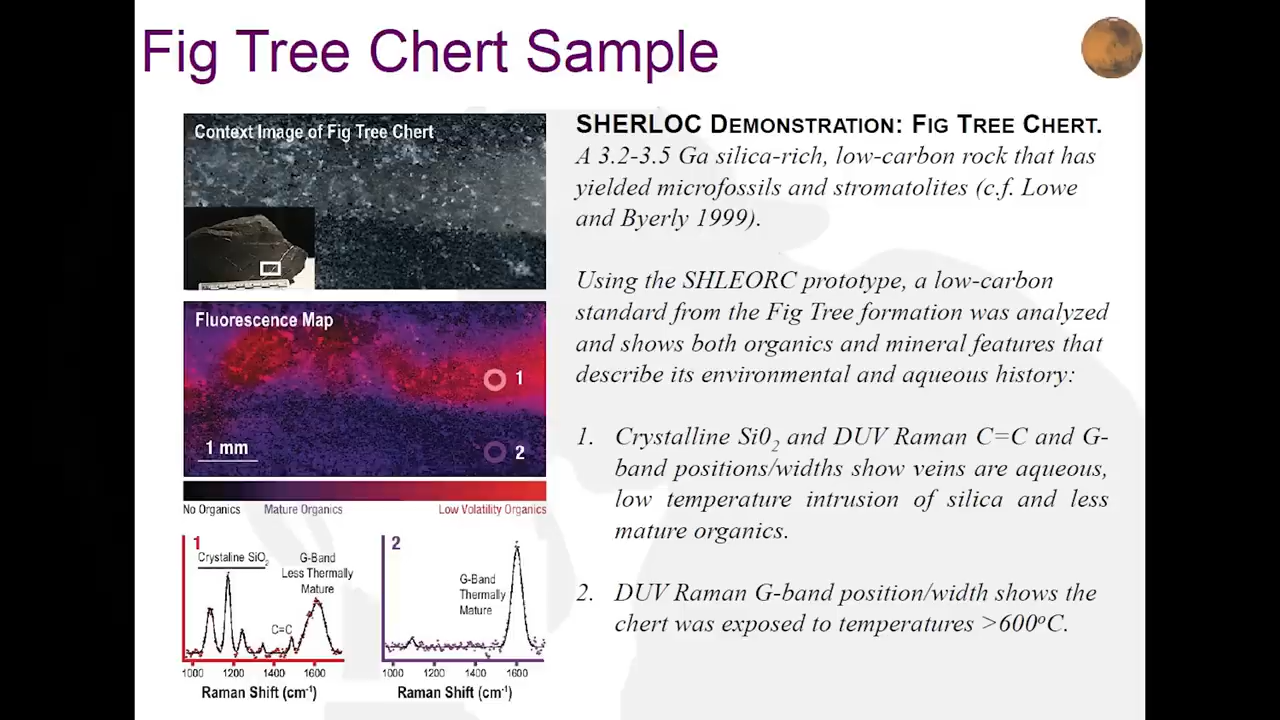 Fig Tree Chert Sample
Context Image of Fig Tree Chert
Fluorescence Map
1
1 mm
2
No Organics Mature Organics Low Volatility Organics
1
Crystaline SiO2
G-Band
Less Thermally
Mature
C=C
1000 1200 1400 1600
Raman Shift (cm-1)
2
G-Band
Thermally
Mature
1000 1200 1400 1600
Raman Shift (cm-1)
SHERLOC DEMONSTRATION: FIG TREE CHERT.
A 3.2-3.5 Ga silica-rich, low-carbon rock that has
yielded microfossils and stromatolites (c.f. Lowe
and Byerly 1999).
Using the SHLEORC prototype, a low-carbon
standard from the Fig Tree formation was analyzed
and shows both organics and mineral features that
describe its environmental and aqueous history:
1. Crystalline Si02 and DUV Raman C=C and G-
band positions/widths show veins are aqueous,
low temperature intrusion of silica and less
mature organics.
2. DUV Raman G-band position/width shows the
chert was exposed to temperatures >600oC.